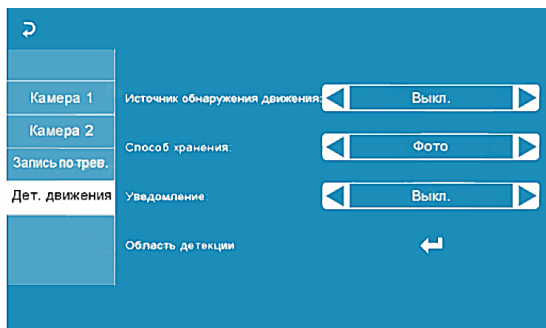 Камера 1
Камера 2
Запись по трев.
Дет. движения
Источник обнаружения движения: Выкл.
Способ хранения: Фото
Уведомление: Выкл.
Область детекции